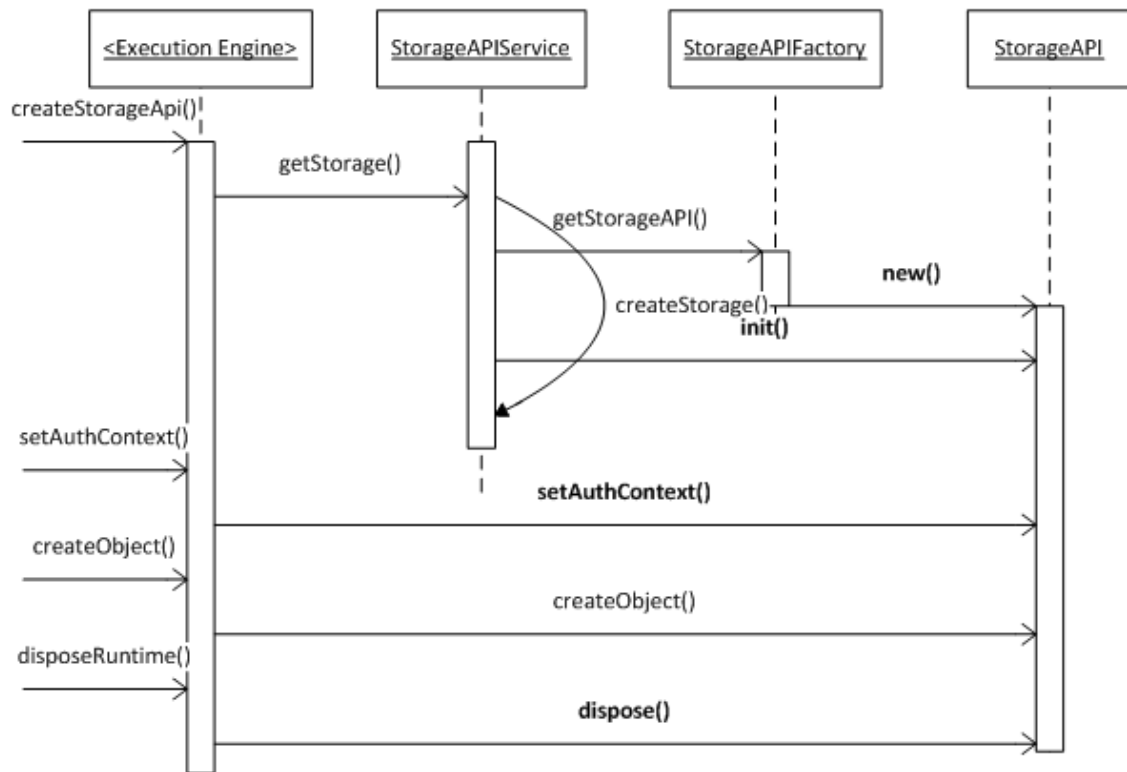 <Execution Engine>
StorageAPIService
StorageAPIFactory
StorageAPI
createStorageApi()
getStorage()
getStorageAPI()
new()
createStorage()
init()
setAuthContext()
setAuthContext()
createObject()
createObject()
disposeRuntime()
dispose()